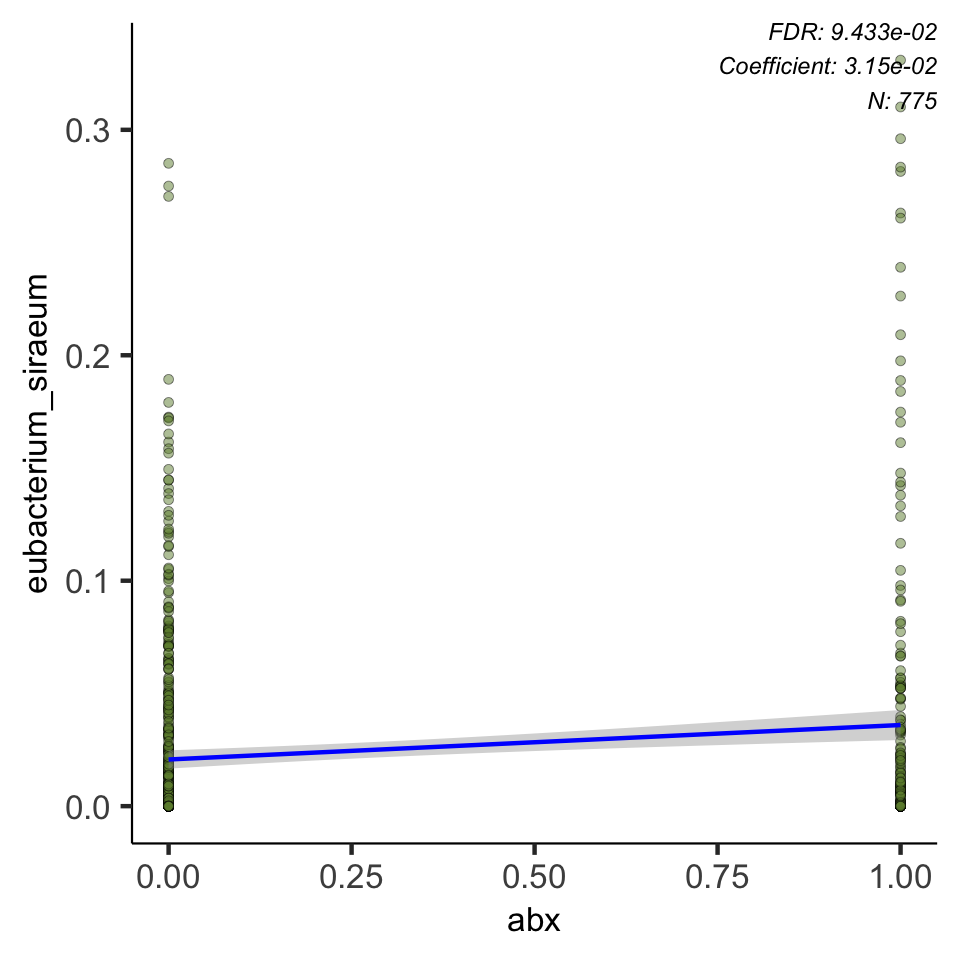 FDR: 9.433e-02
Coefficient: 3.15e-02
N: 775
eubacterium_siraeum
0.3
0.2
0.1
0.0
0.00 0.25 0.50 0.75 1.00
abx